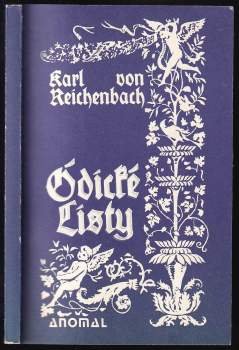 Karl von
Reichenbach
Ódické
Listy
ANOMAL